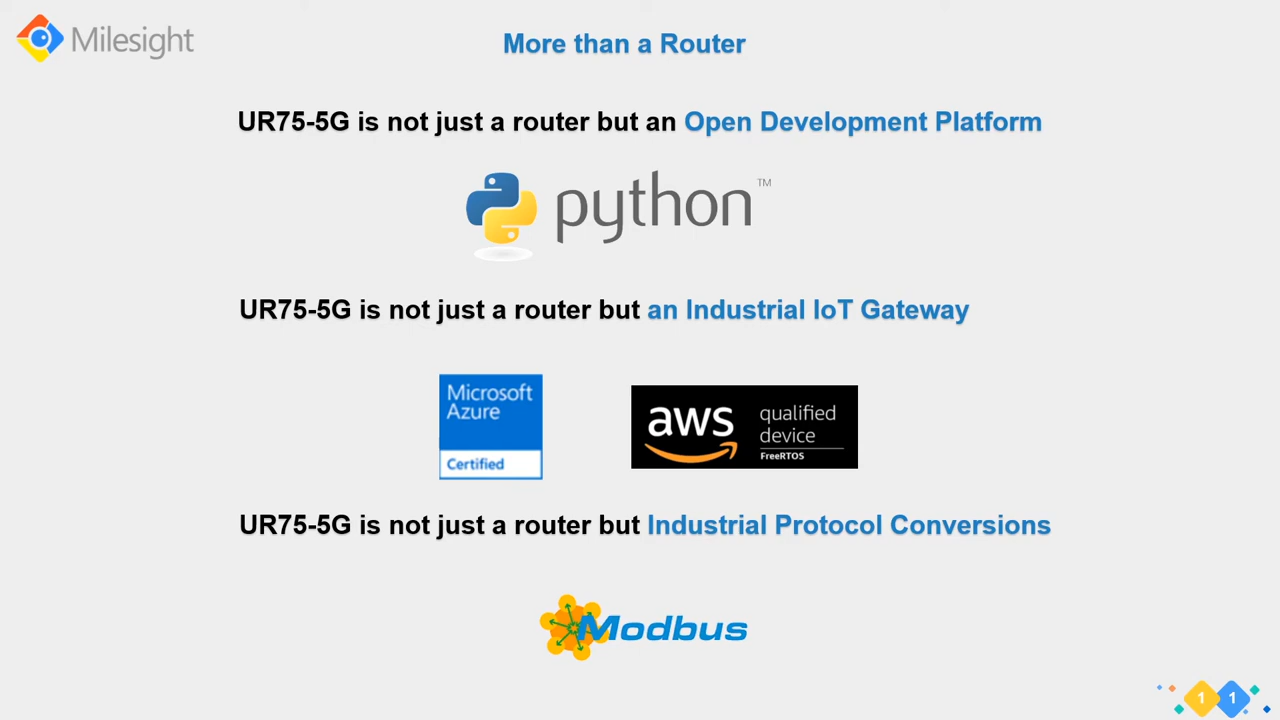 Milesight
More than a Router
UR75-5G is not just a router but an Open Development Platform
python™
UR75-5G is not just a router but an Industrial IoT Gateway
Microsoft
Azure
Certified
aws
qualified
device
FreeRTOS
UR75-5G is not just a router but Industrial Protocol Conversions
Modbus
1 1